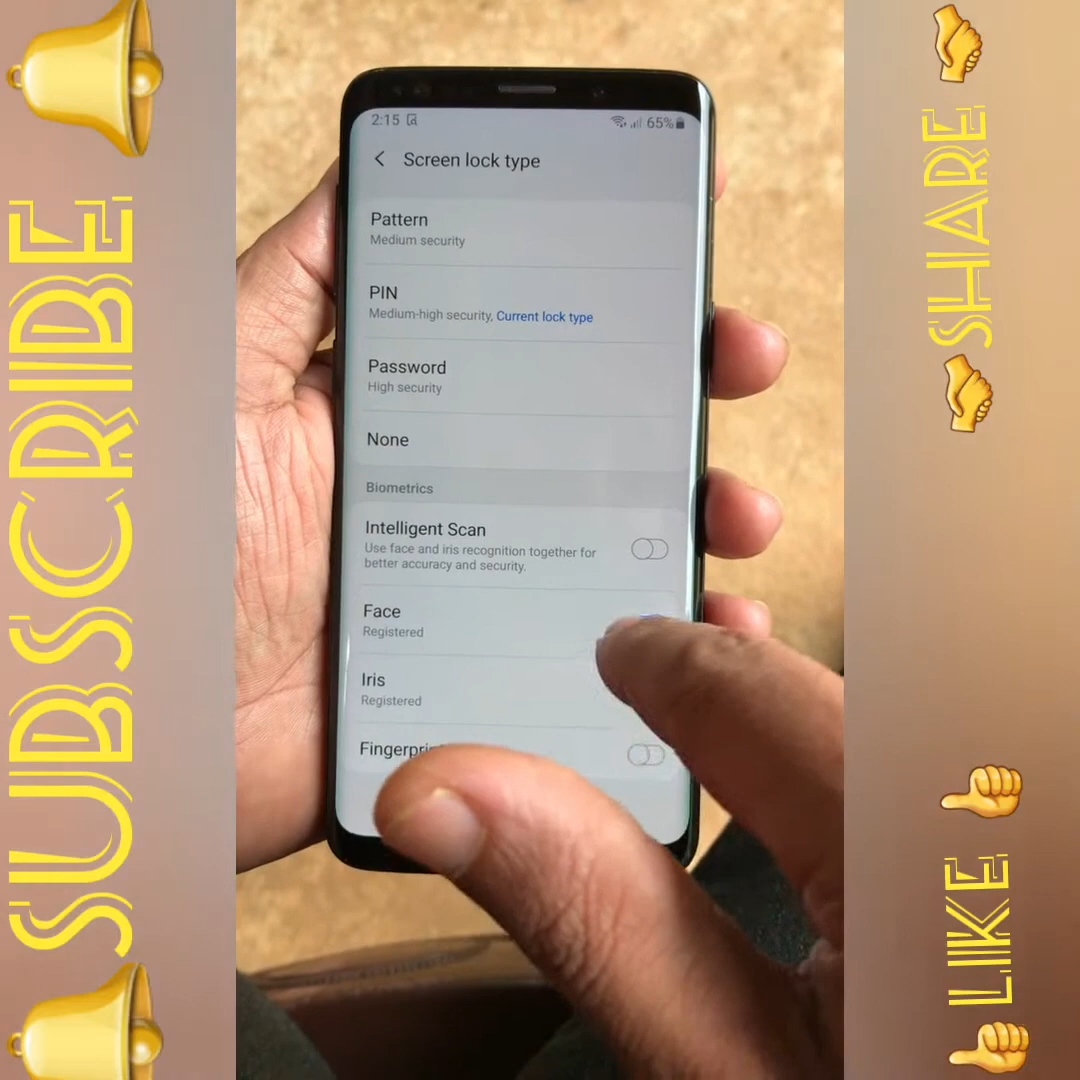 SUBSCRIBE
2:15
65%
Screen lock type
Pattern
Medium security
PIN
Medium-high security, Current lock type
Password
High security
None
Biometrics
Intelligent Scan
Use face and iris recognition together for
better accuracy and security.
Face
Registered
Iris
Registered
SHARE
LIKE